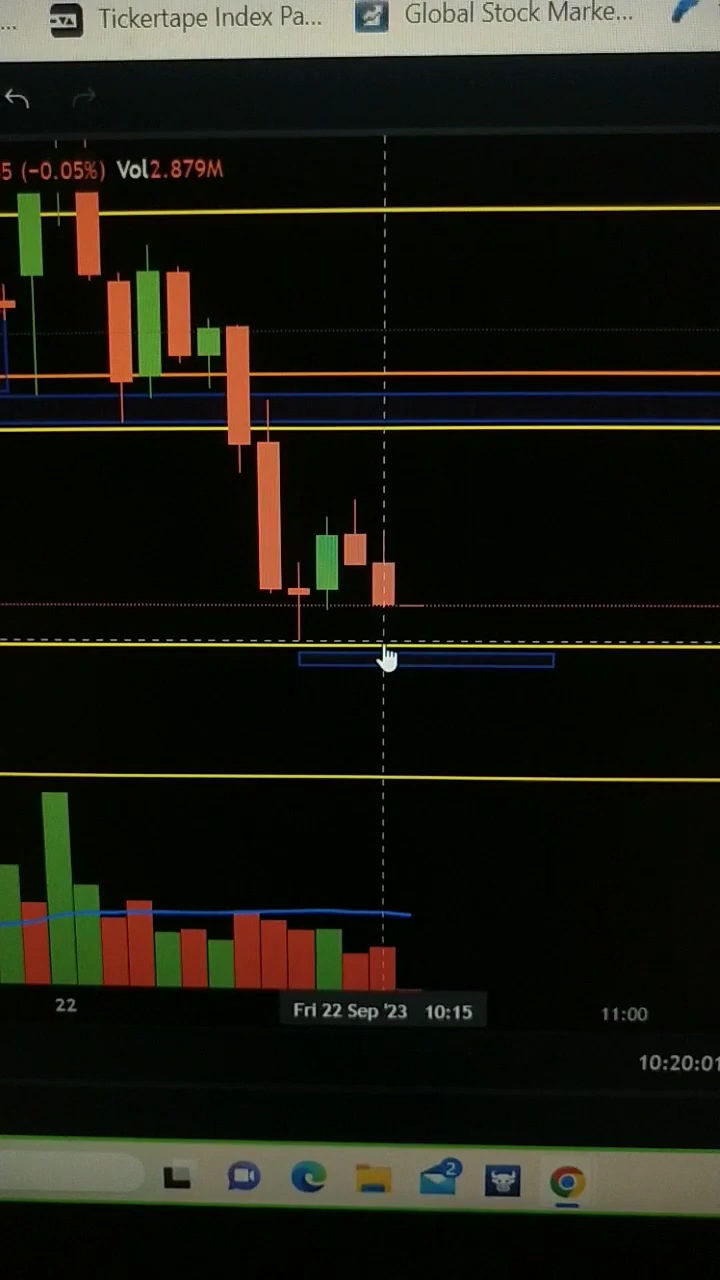 ... Tickertape Index Pa... Global Stock Marke...
5 (−0.05%) Vol2.879M
22
Fri 22 Sep '23 10:15
11:00
10:20:01
2